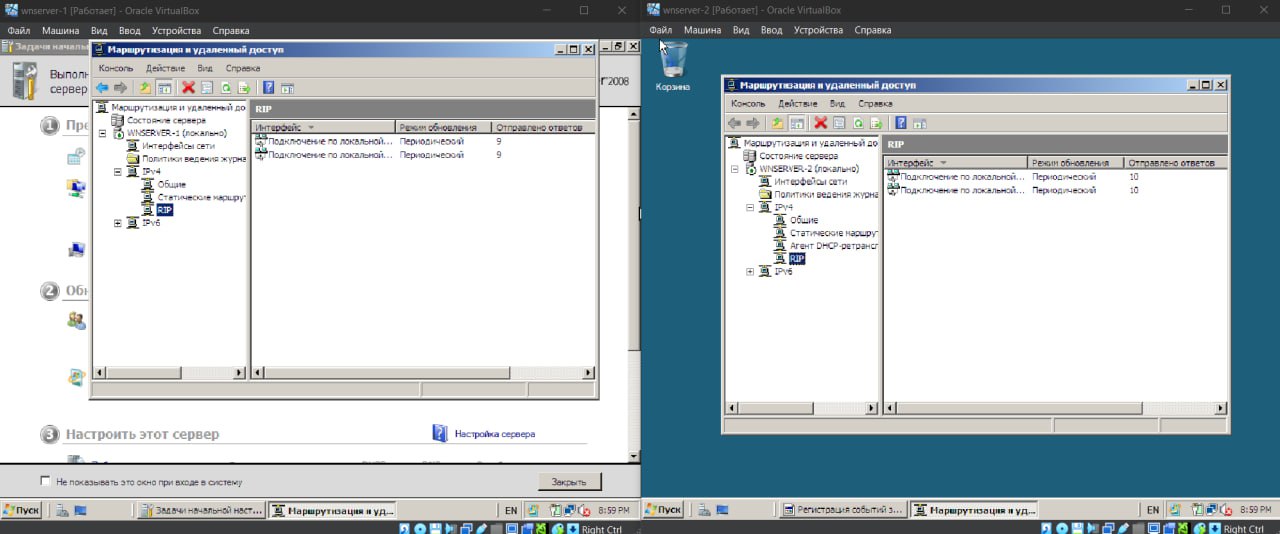 wnserver-1 [Работает] - Oracle VirtualBox
Файл Машина Вид Ввод Устройства Справка
Задачи началь
Маршрутизация и удаленный доступ
Выполн
сервер
2008
Консоль Действие Вид Справка
Маршрутизация и удаленный до
Состояние сервера
WNSERVER-1 (локально)
Интерфейсы сети
Политики ведения журна
IPv4
Общие
Статические маршрут
RIP
IPv6
RIP
Интерфейс Режим обновления Отправлено ответов
Подключение по локальной... Периодический 9
Подключение по локальной... Периодический 9
1 Пре
2 Обн
3 Настроить этот сервер
Настройка сервера
Не показывать это окно при входе в систему
Закрыть
Пуск Задачи начальной наст... Маршрутизация и уд... EN 8:59 PM
Right Ctrl
wnserver-2 [Работает] - Oracle VirtualBox
Файл Машина Вид Ввод Устройства Справка
Корзина
Маршрутизация и удаленный доступ
Консоль Действие Вид Справка
Маршрутизация и удаленный до
Состояние сервера
WNSERVER-2 (локально)
Интерфейсы сети
Политики ведения журна
IPv4
Общие
Статические маршрут
Агент DHCP-ретрансл
RIP
IPv6
RIP
Интерфейс Режим обновления Отправлено ответов
Подключение по локальной... Периодический 10
Подключение по локальной... Периодический 10
Пуск Регистрация событий з... Маршрутизация и уд... EN 8:59 PM
Right Ctrl